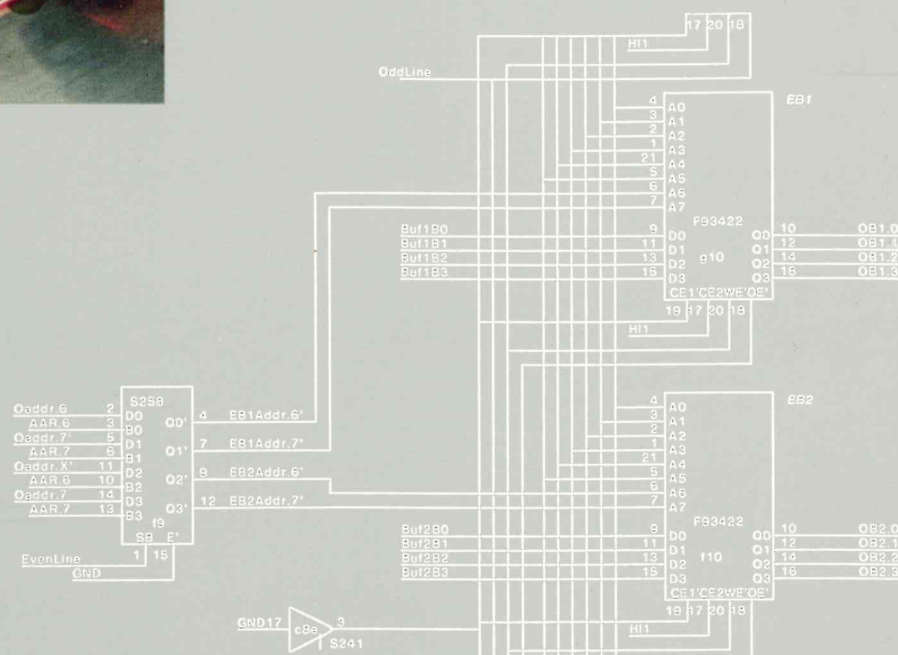 17 20 18
HI1
OddLine
EB1
4 A0
3 A1
2 A2
1 A3
21 A4
5 A5
6 A6
7 A7
F93422
g10
Buf1B0 9 D0
Buf1B1 11 D1
Buf1B2 13 D2
Buf1B3 15 D3
Q0 10 OB1.0
Q1 12 OB1.1
Q2 14 OB1.2
Q3 16 OB1.3
CE1'CE2WE'OE'
19 17 20 18
HI1
S258
Oaddr.6 2 D0
AAR.6 3 B0
Oaddr.7' 5 D1
AAR.7 6 B1
Oaddr.X' 11 D2
AAR.6 10 B2
Oaddr.7 14 D3
AAR.7 13 B3
Q0' 4 EB1Addr.6'
Q1' 7 EB1Addr.7'
Q2' 9 EB2Addr.6'
Q3' 12 EB2Addr.7'
f9
SB E'
1 15
EvenLine
GND
EB2
4 A0
3 A1
2 A2
1 A3
21 A4
5 A5
6 A6
7 A7
F93422
f10
Buf2B0 9 D0
Buf2B1 11 D1
Buf2B2 13 D2
Buf2B3 15 D3
Q0 10 OB2.0
Q1 12 OB2.1
Q2 14 OB2.2
Q3 16 OB2.3
CE1'CE2WE'OE'
19 17 20 18
HI1
GND17 c8e 3
S241